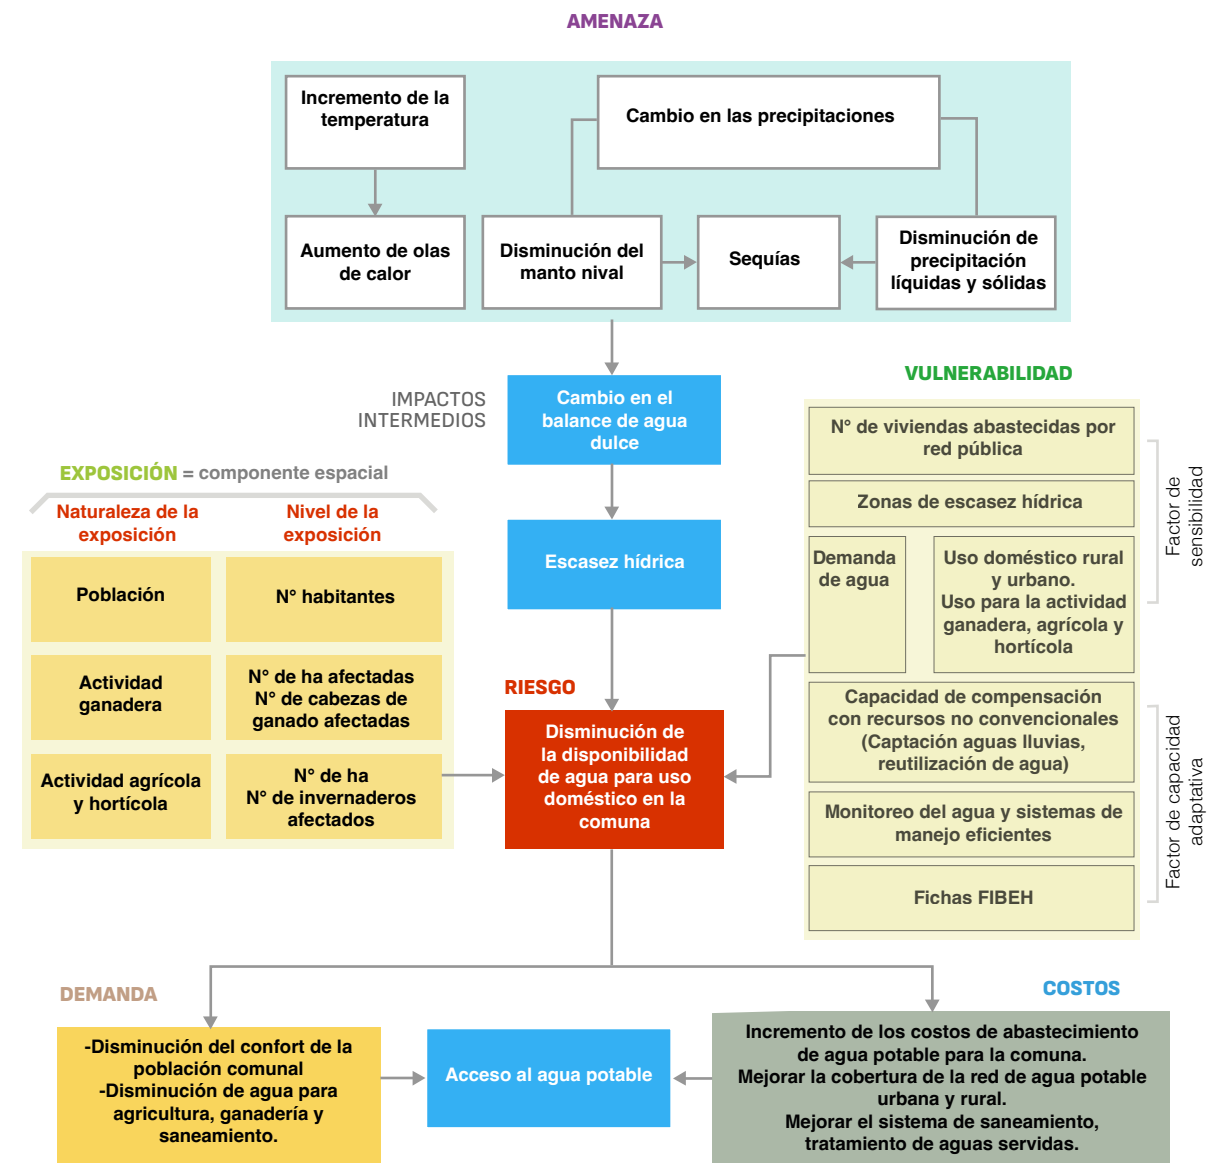 AMENAZA
Incremento de la
temperatura
Cambio en las precipitaciones
Aumento de olas
de calor
Disminución del
manto nival
Sequías
Disminución de
precipitación
líquidas y sólidas
IMPACTOS
INTERMEDIOS
Cambio en el
balance de agua
dulce
Escasez hídrica
EXPOSICIÓN = componente espacial
Naturaleza de la
exposición
Nivel de la
exposición
Población
N° habitantes
Actividad
ganadera
N° de ha afectadas
N° de cabezas de
ganado afectadas
Actividad agrícola
y hortícola
N° de ha
N° de invernaderos
afectados
RIESGO
Disminución de
la disponibilidad
de agua para uso
doméstico en la
comuna
VULNERABILIDAD
N° de viviendas abastecidas por
red pública
Zonas de escasez hídrica
Demanda
de agua
Uso doméstico rural
y urbano.
Uso para la actividad
ganadera, agrícola y
hortícola
Factor de
sensibilidad
Capacidad de compensación
con recursos no convencionales
(Captación aguas lluvias,
reutilización de agua)
Monitoreo del agua y sistemas de
manejo eficientes
Fichas FIBEH
Factor de capacidad
adaptativa
DEMANDA
-Disminución del confort de la
población comunal
-Disminución de agua para
agricultura, ganadería y
saneamiento.
Acceso al agua potable
COSTOS
Incremento de los costos de abastecimiento
de agua potable para la comuna.
Mejorar la cobertura de la red de agua potable
urbana y rural.
Mejorar el sistema de saneamiento,
tratamiento de aguas servidas.